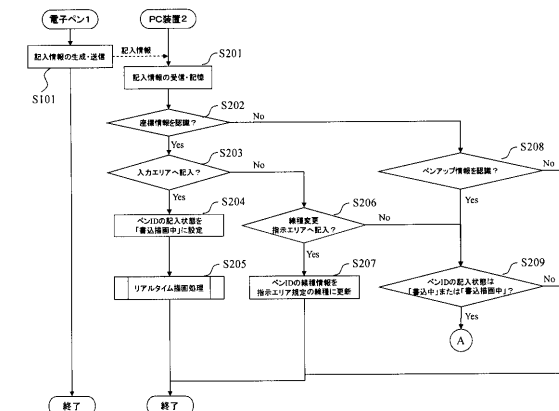 電子ペン1
PC装置2
記入情報の生成・送信
記入情報
S101
S201
記入情報の受信・記憶
S202
座標情報を認識?
No
Yes
S203
入力エリアへ記入?
No
Yes
S208
ペンアップ情報を認識?
No
Yes
S204
ペンIDの記入状態を
「書込描画中」に設定
S206
線種変更
指示エリアへ記入?
No
Yes
S205
リアルタイム描画処理
S207
ペンIDの線種情報を
指示エリア規定の線種に更新
S209
ペンIDの記入状態は
「書込中」または「書込描画中」?
No
Yes
A
終了
終了